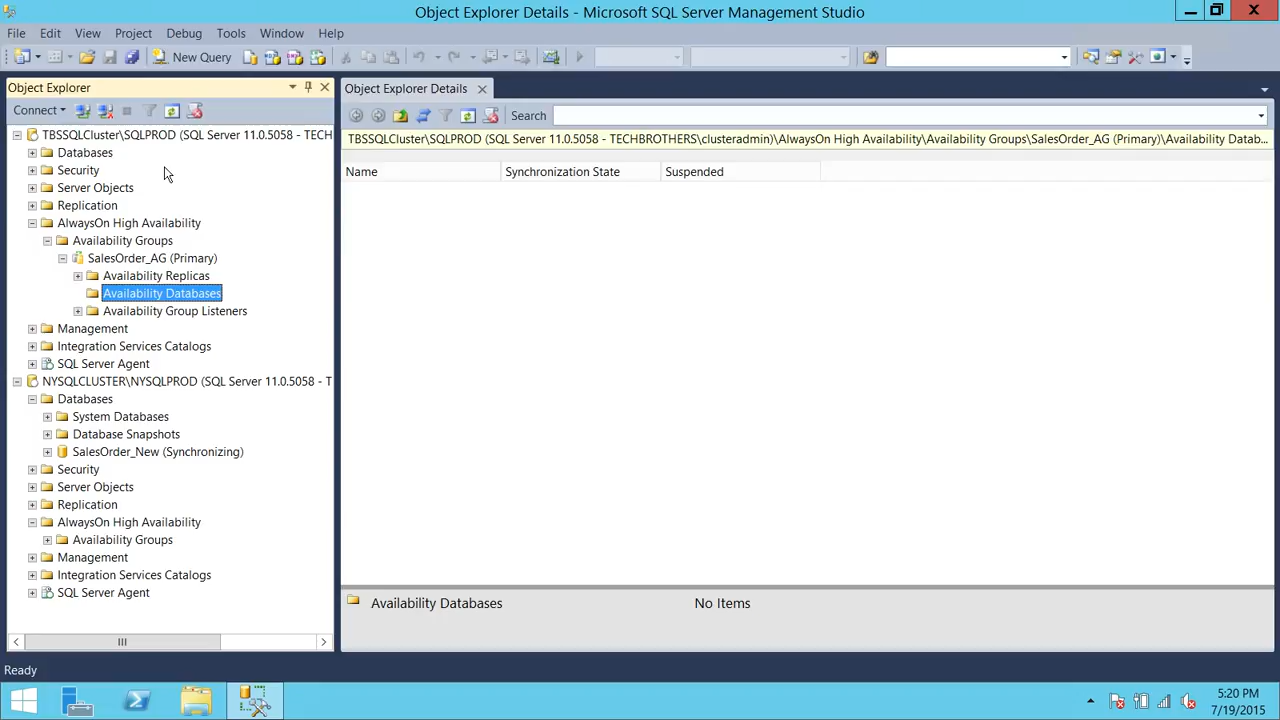 Object Explorer Details - Microsoft SQL Server Management Studio
File Edit View Project Debug Tools Window Help
New Query
Object Explorer
Connect
TBSSQLCluster\SQLPROD (SQL Server 11.0.5058 - TECH
Databases
Security
Server Objects
Replication
AlwaysOn High Availability
Availability Groups
SalesOrder_AG (Primary)
Availability Replicas
Availability Databases
Availability Group Listeners
Management
Integration Services Catalogs
SQL Server Agent
NYSQLCLUSTER\NYSQLPROD (SQL Server 11.0.5058 - T
Databases
System Databases
Database Snapshots
SalesOrder_New (Synchronizing)
Security
Server Objects
Replication
AlwaysOn High Availability
Availability Groups
Management
Integration Services Catalogs
SQL Server Agent
Object Explorer Details
Search
TBSSQLCluster\SQLPROD (SQL Server 11.0.5058 - TECHBROTHERS\clusteradmin)\AlwaysOn High Availability\Availability Groups\SalesOrder_AG (Primary)\Availability Datab...
Name Synchronization State Suspended
Availability Databases No Items
Ready
5:20 PM
7/19/2015